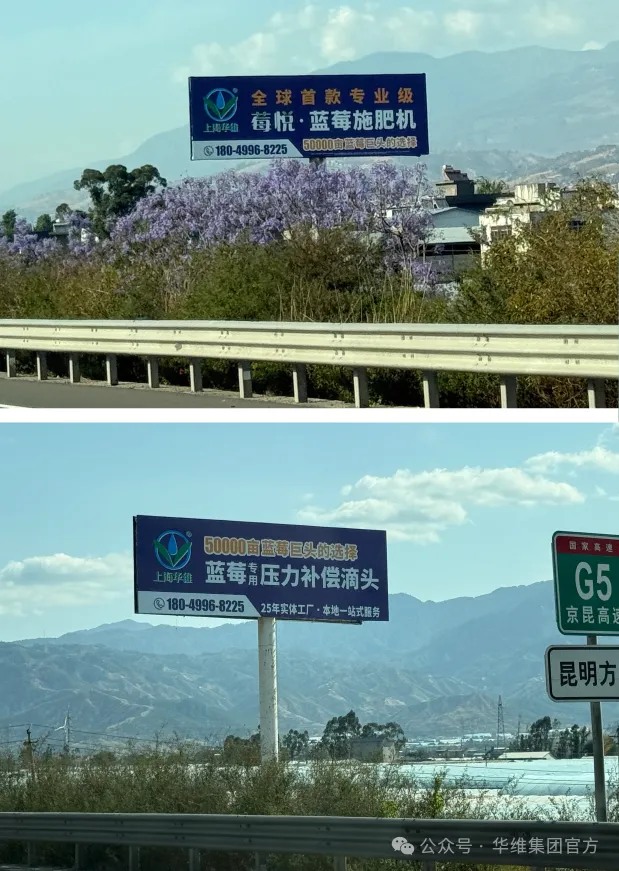 全球首款专业级
莓悦·蓝莓施肥机
上海华维
180-4996-8225
50000亩蓝莓巨头的选择
50000亩蓝莓巨头的选择
蓝莓专用压力补偿滴头
上海华维
180-4996-8225
25年实体工厂·本地一站式服务
国家高速
G5
京昆高速
昆明方
公众号·华维集团官方